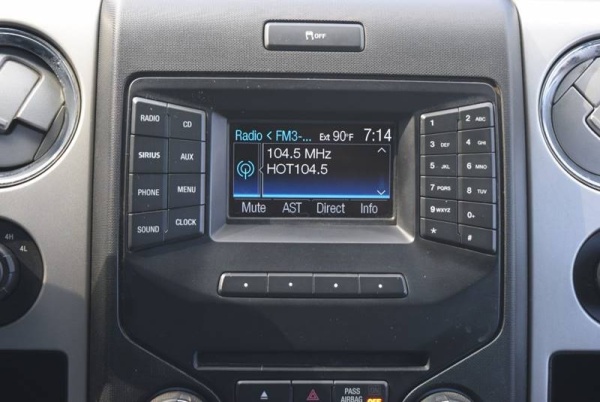 OFF
RADIO
CD
SIRIUS
AUX
PHONE
MENU
SOUND
CLOCK
Radio < FM3-... Ext 90°F 7:14
104.5 MHz
HOT104.5
Mute AST Direct Info
1 2 ABC
3 DEF 4 GHI
5 JKL 6 MNO
7 PQRS 8 TUV
9 WXYZ 0+
* #
4H
4L
PASS
AIRBAG OFF